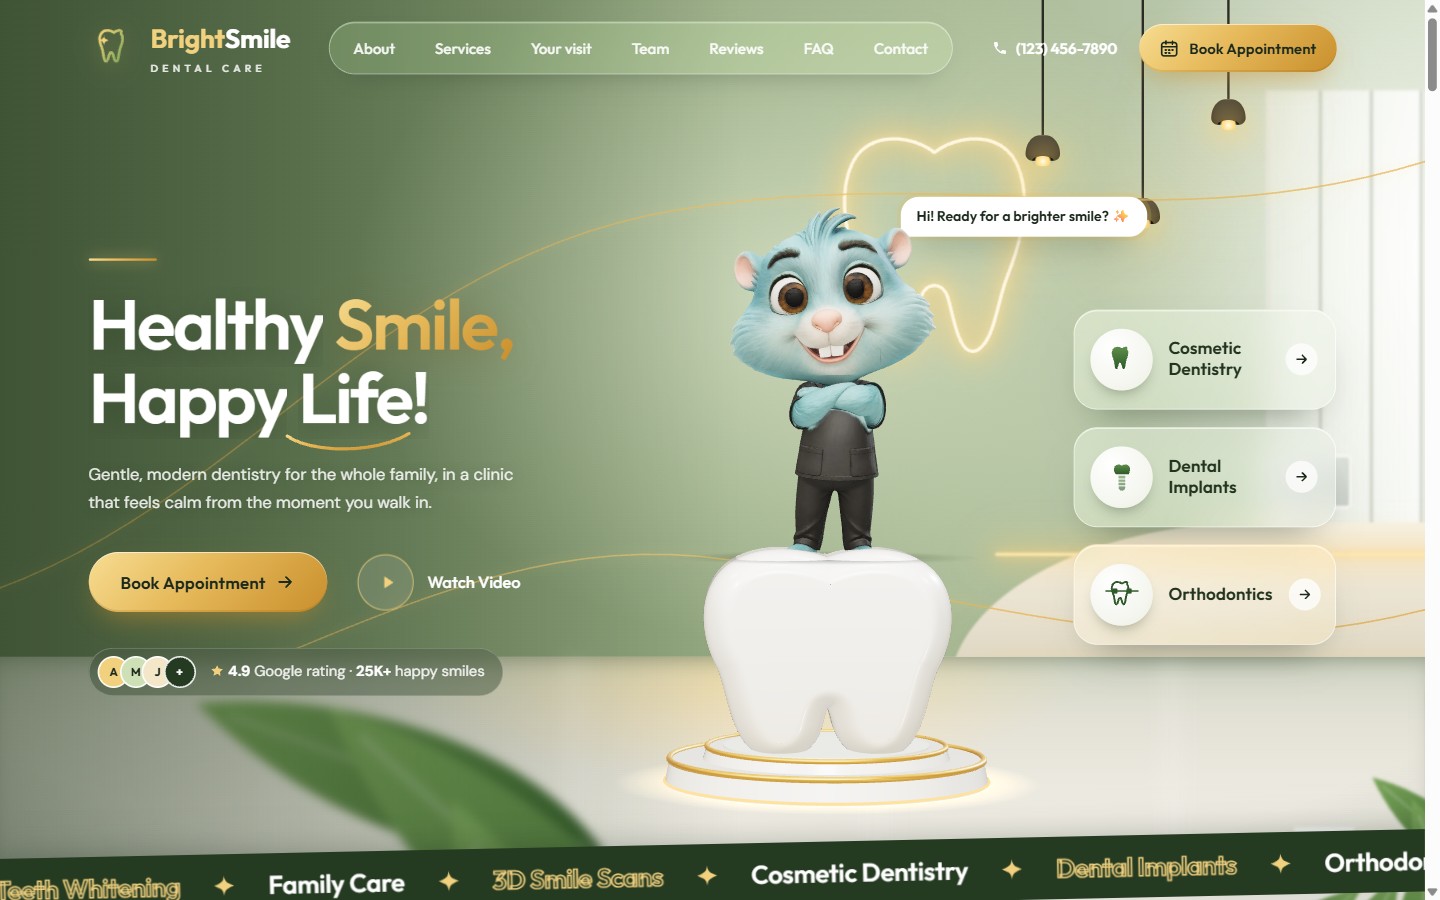 BrightSmile
DENTAL CARE
About
Services
Your visit
Team
Reviews
FAQ
Contact
(123) 456-7890
Book Appointment
Hi! Ready for a brighter smile? ✨
Healthy Smile,
Happy Life!
Gentle, modern dentistry for the whole family, in a clinic
that feels calm from the moment you walk in.
Book Appointment →
Watch Video
A M J +
★ 4.9 Google rating · 25K+ happy smiles
Cosmetic
Dentistry
Dental
Implants
Orthodontics
Teeth Whitening ✦ Family Care ✦ 3D Smile Scans ✦ Cosmetic Dentistry ✦ Dental Implants ✦ Orthodon